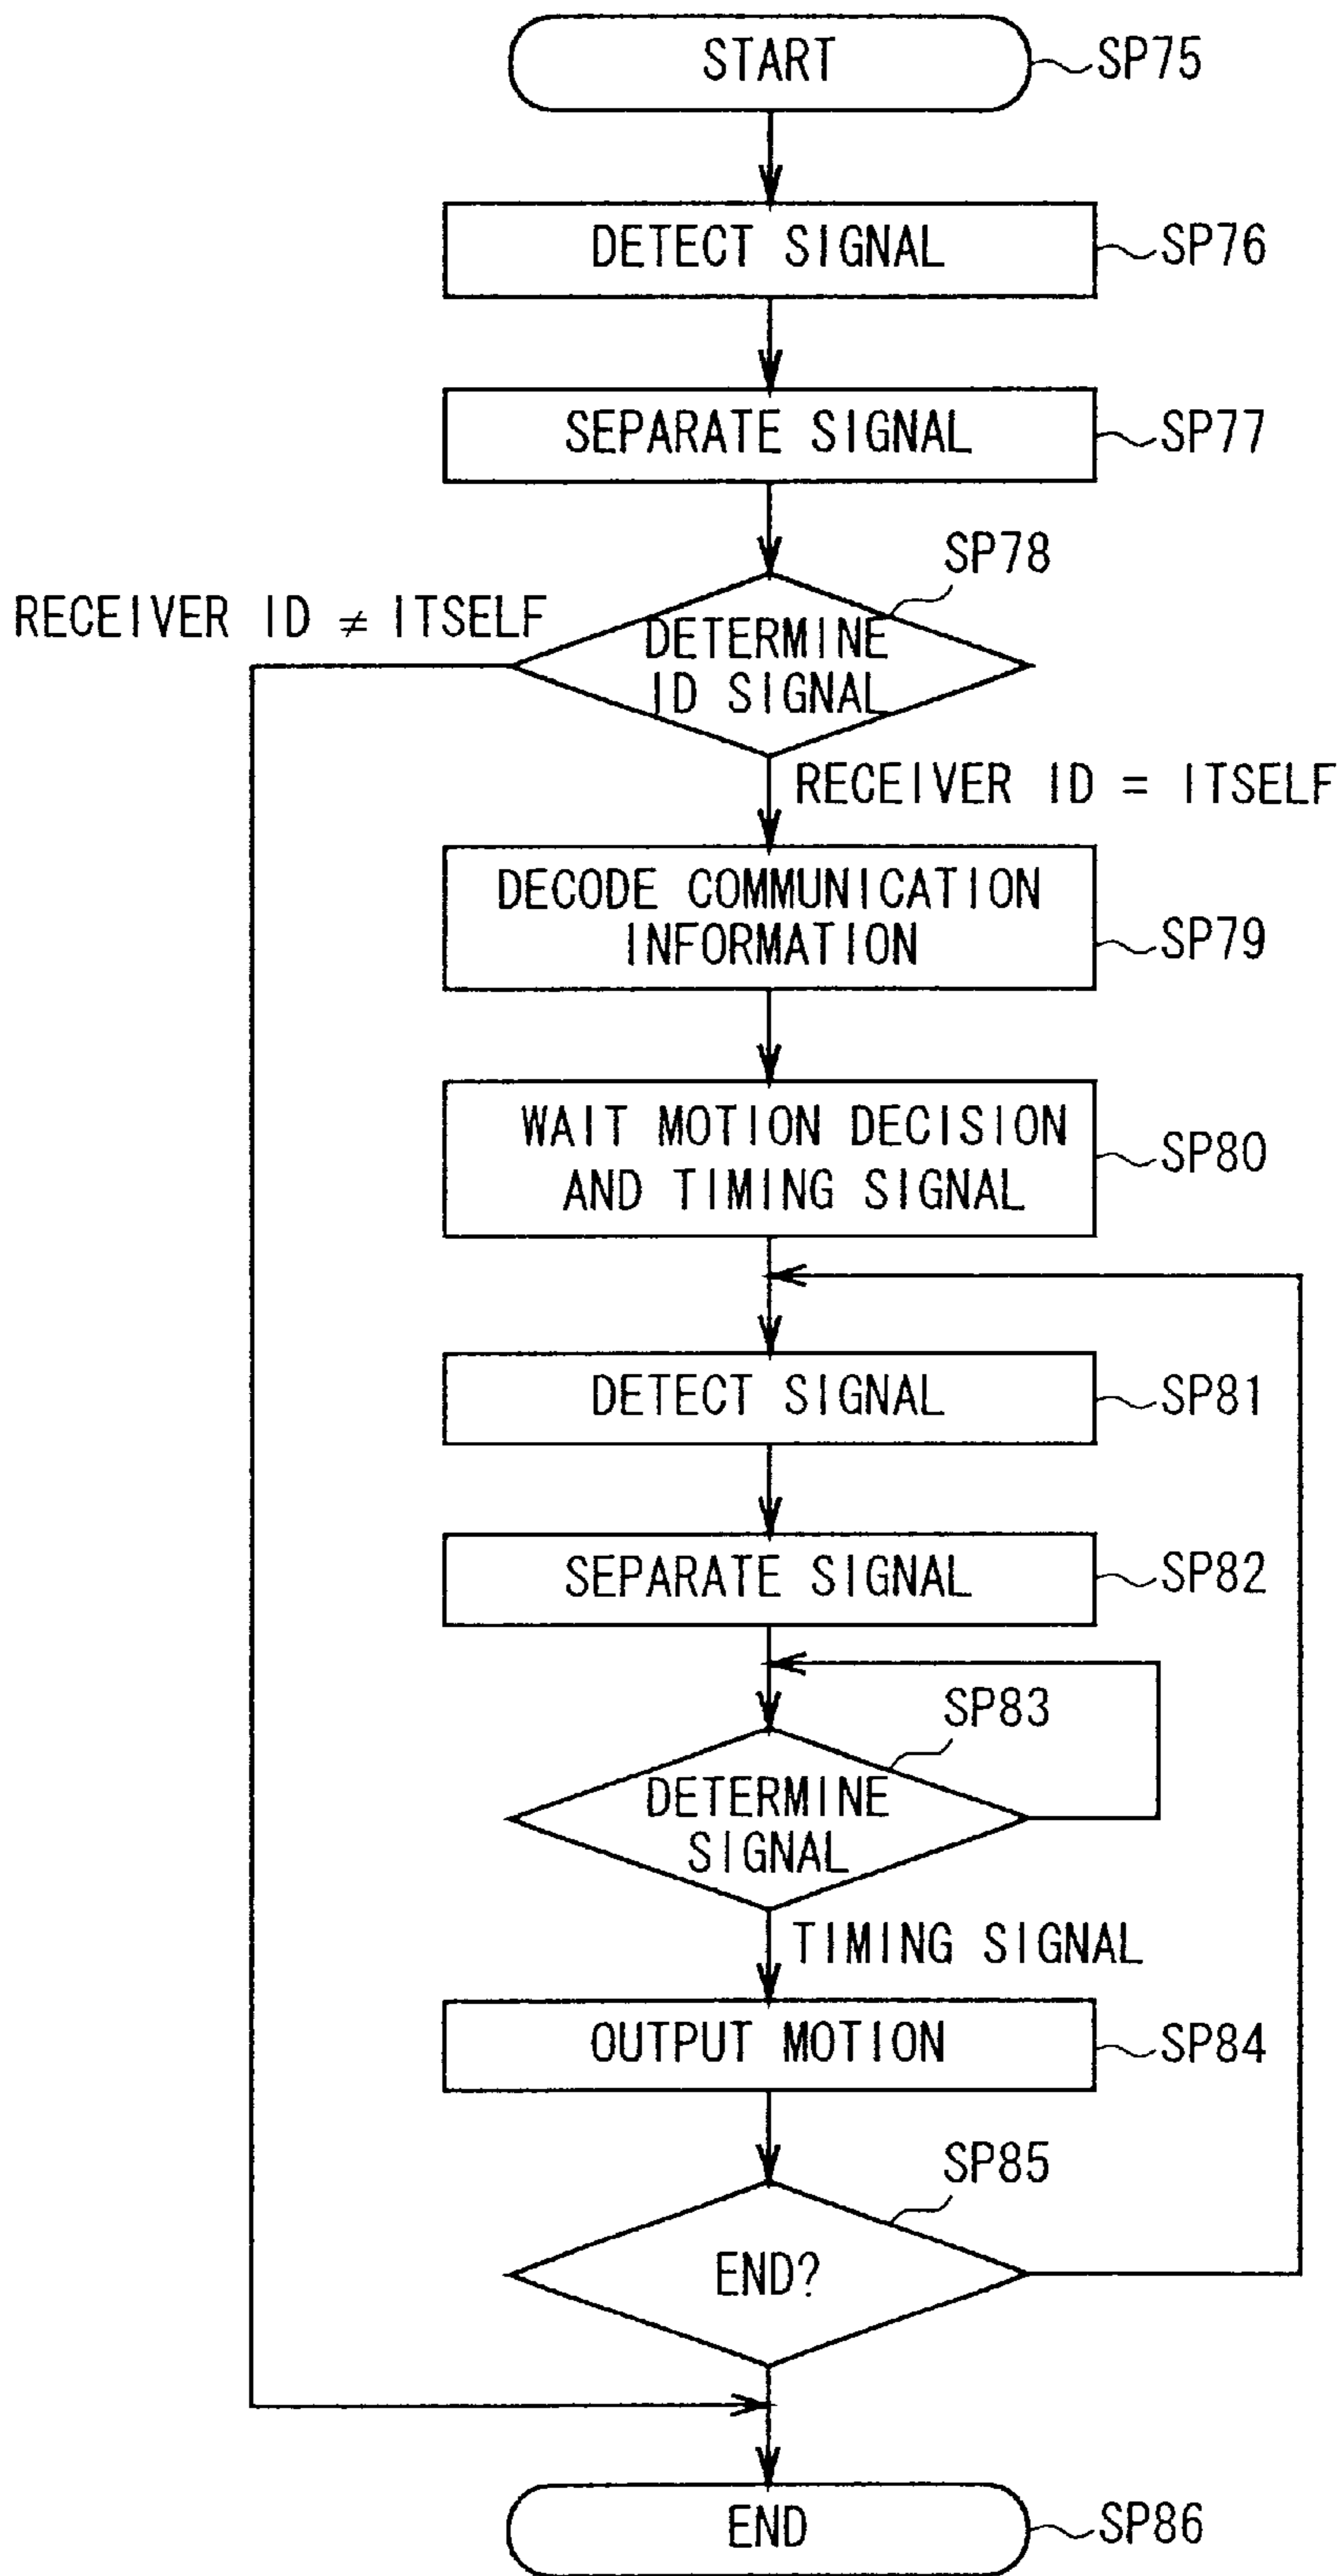 START
SP75
DETECT SIGNAL
SP76
SEPARATE SIGNAL
SP77
SP78
RECEIVER ID ≠ ITSELF
DETERMINE
ID SIGNAL
RECEIVER ID = ITSELF
DECODE COMMUNICATION
INFORMATION
SP79
WAIT MOTION DECISION
AND TIMING SIGNAL
SP80
DETECT SIGNAL
SP81
SEPARATE SIGNAL
SP82
SP83
DETERMINE
SIGNAL
TIMING SIGNAL
OUTPUT MOTION
SP84
SP85
END?
END
SP86